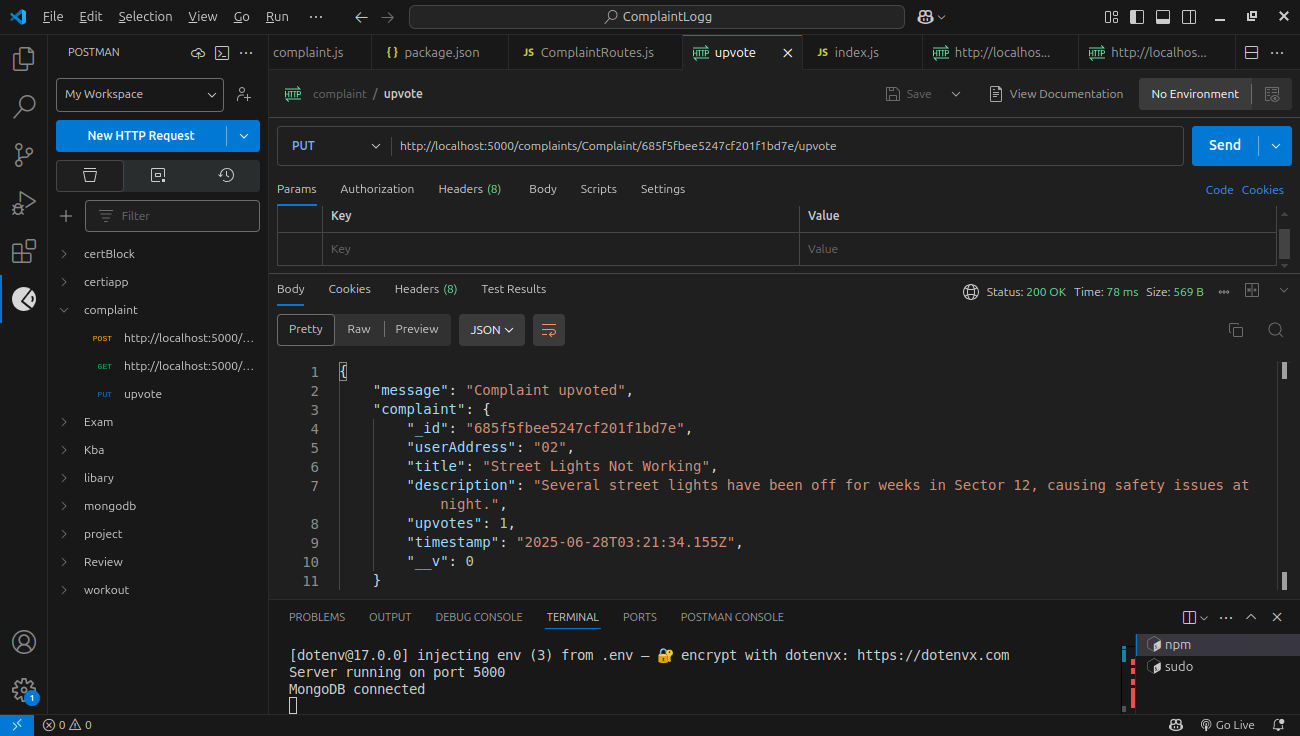 File Edit Selection View Go Run ··· ComplaintLogg
POSTMAN
complaint.js {} package.json JS ComplaintRoutes.js HTTP upvote JS index.js HTTP http://localhos... HTTP http://localhos...
My Workspace
HTTP complaint / upvote Save View Documentation No Environment
New HTTP Request
PUT http://localhost:5000/complaints/Complaint/685f5fbee5247cf201f1bd7e/upvote Send
Params Authorization Headers (8) Body Scripts Settings Code Cookies
Filter
Key Value
Key Value
certBlock
certiapp
complaint
POST http://localhost:5000/...
GET http://localhost:5000/...
PUT upvote
Exam
Kba
libary
mongodb
project
Review
workout
Body Cookies Headers (8) Test Results Status: 200 OK Time: 78 ms Size: 569 B
Pretty Raw Preview JSON
1 {
2 "message": "Complaint upvoted",
3 "complaint": {
4 "_id": "685f5fbee5247cf201f1bd7e",
5 "userAddress": "02",
6 "title": "Street Lights Not Working",
7 "description": "Several street lights have been off for weeks in Sector 12, causing safety issues at
night.",
8 "upvotes": 1,
9 "timestamp": "2025-06-28T03:21:34.155Z",
10 "__v": 0
11 }
PROBLEMS OUTPUT DEBUG CONSOLE TERMINAL PORTS POSTMAN CONSOLE
[dotenv@17.0.0] injecting env (3) from .env – 🔐 encrypt with dotenvx: https://dotenvx.com
Server running on port 5000
MongoDB connected
npm
sudo
1
0 0 Go Live